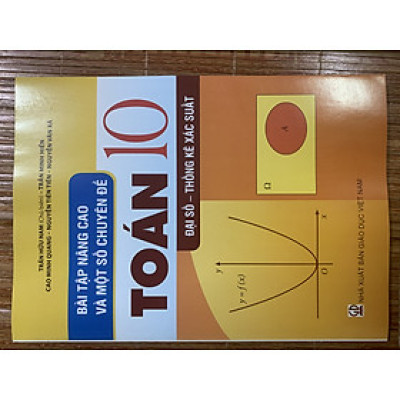 TRẦN HỮU NAM (Chủ biên) - TRẦN MINH HIỀN
CAO MINH QUANG - NGUYỄN TIẾN TIẾN - NGUYỄN VĂN XÁ
BÀI TẬP NÂNG CAO
VÀ MỘT SỐ CHUYÊN ĐỀ
TOÁN 10
ĐẠI SỐ – THỐNG KÊ XÁC SUẤT
A
Ω
y
x
O
y = f(x)
NHÀ XUẤT BẢN GIÁO DỤC VIỆT NAM